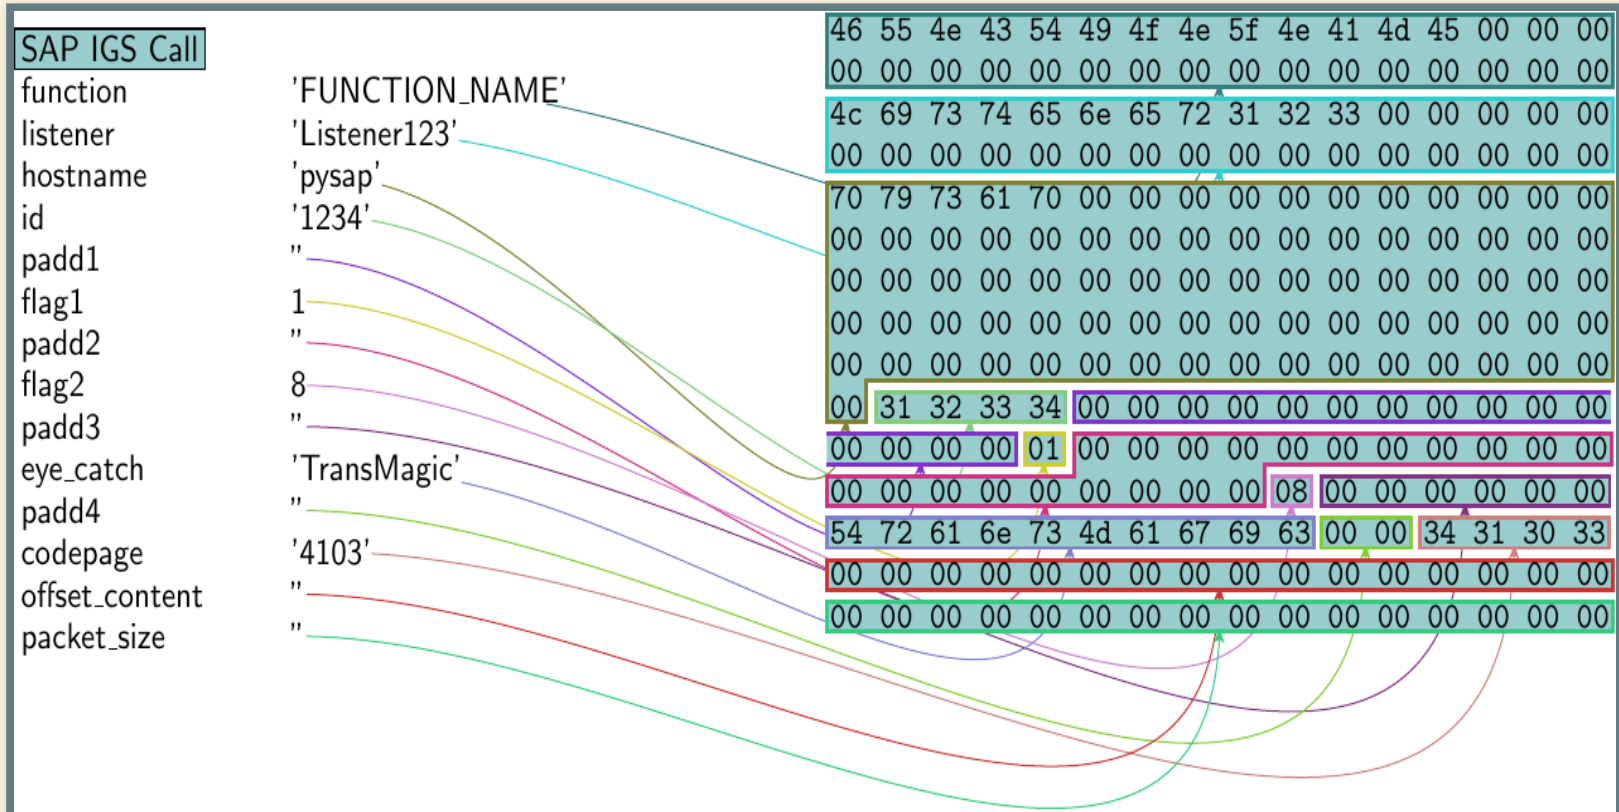 SAP IGS Call
function 'FUNCTION_NAME'
listener 'Listener123'
hostname 'pysap'
id '1234'
padd1 ''
flag1 1
padd2 ''
flag2 8
padd3 ''
eye_catch 'TransMagic'
padd4 ''
codepage '4103'
offset_content ''
packet_size ''
46 55 4e 43 54 49 4f 4e 5f 4e 41 4d 45 00 00 00
00 00 00 00 00 00 00 00 00 00 00 00 00 00 00 00
4c 69 73 74 65 6e 65 72 31 32 33 00 00 00 00 00
00 00 00 00 00 00 00 00 00 00 00 00 00 00 00 00
70 79 73 61 70 00 00 00 00 00 00 00 00 00 00 00
00 00 00 00 00 00 00 00 00 00 00 00 00 00 00 00
00 00 00 00 00 00 00 00 00 00 00 00 00 00 00 00
00 00 00 00 00 00 00 00 00 00 00 00 00 00 00 00
00 00 00 00 00 00 00 00 00 00 00 00 00 00 00 00
00 31 32 33 34 00 00 00 00 00 00 00 00 00 00 00
00 00 00 00 01 00 00 00 00 00 00 00 00 00 00 00
00 00 00 00 00 00 00 00 00 08 00 00 00 00 00 00
54 72 61 6e 73 4d 61 67 69 63 00 00 34 31 30 33
00 00 00 00 00 00 00 00 00 00 00 00 00 00 00 00
00 00 00 00 00 00 00 00 00 00 00 00 00 00 00 00